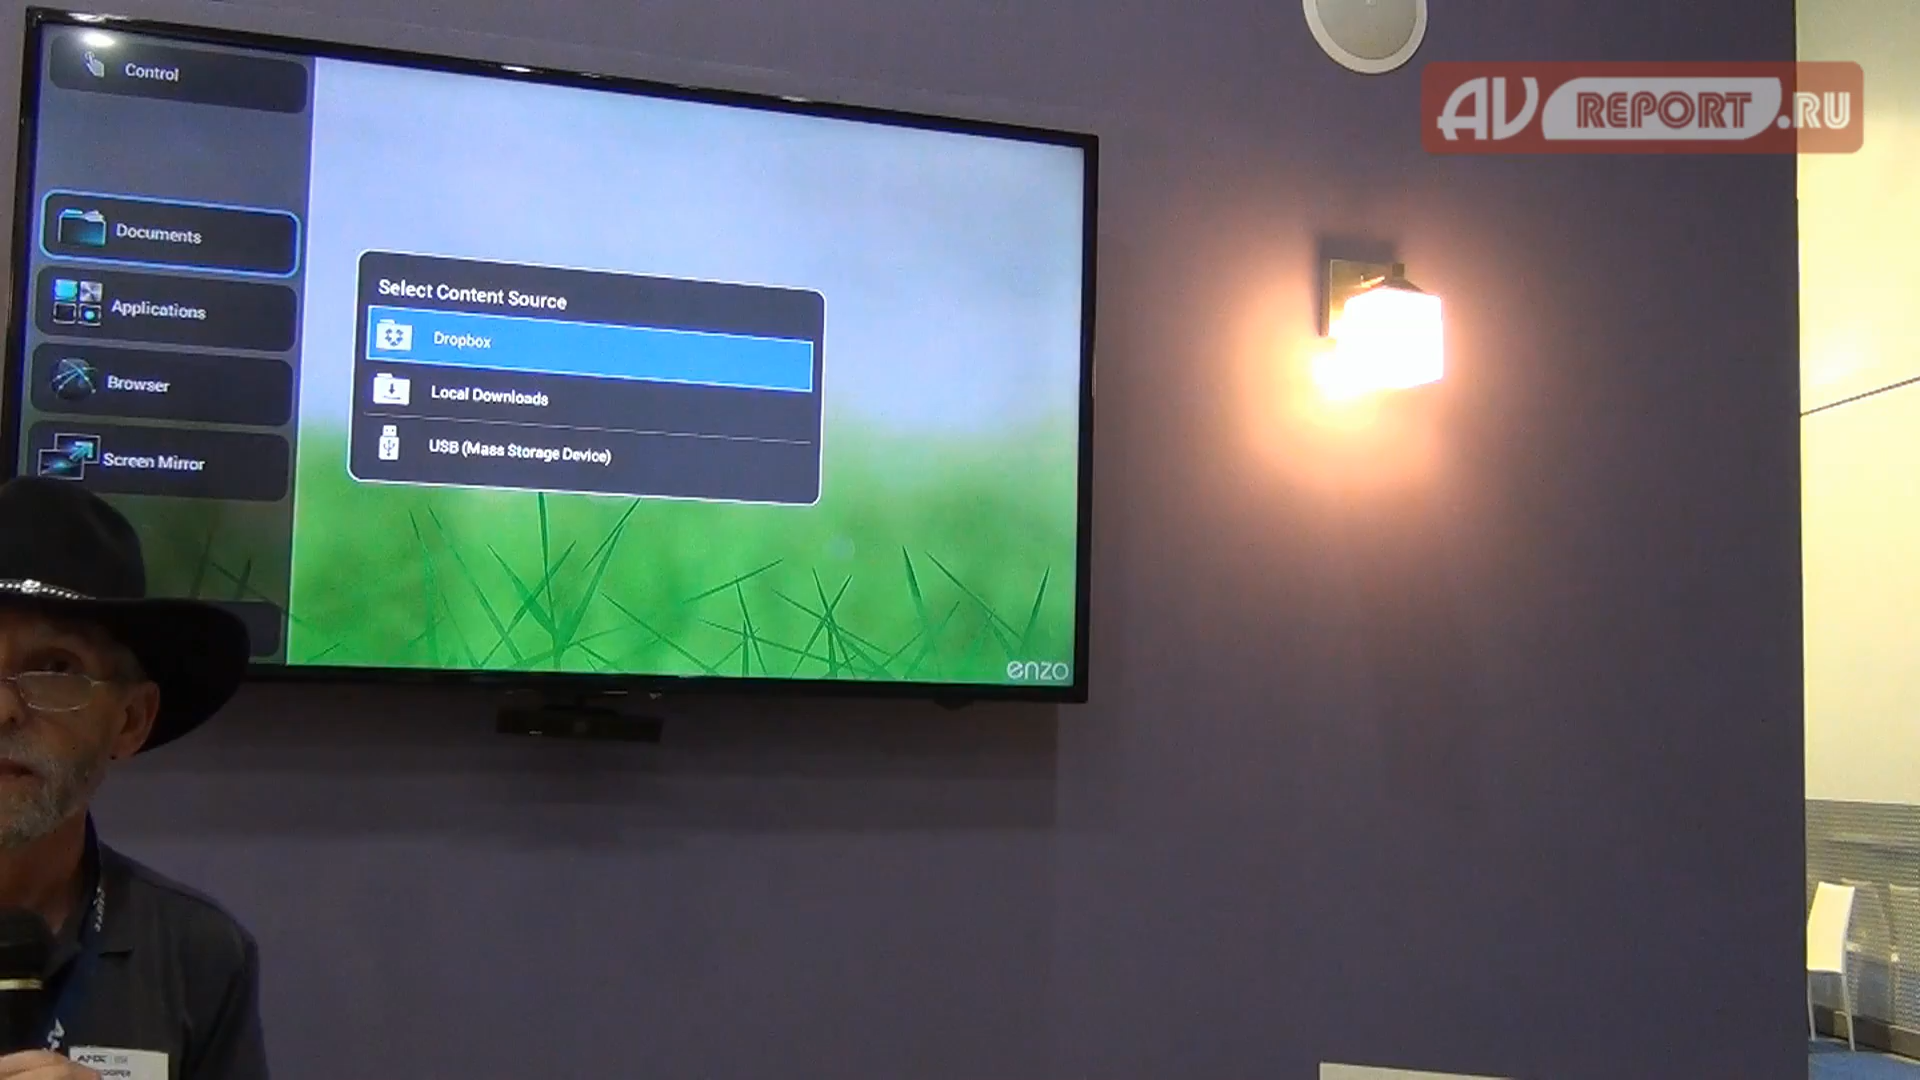 Control
Documents
Applications
Browser
Screen Mirror
Select Content Source
Dropbox
Local Downloads
USB (Mass Storage Device)
enzo
AV REPORT.RU
AMX